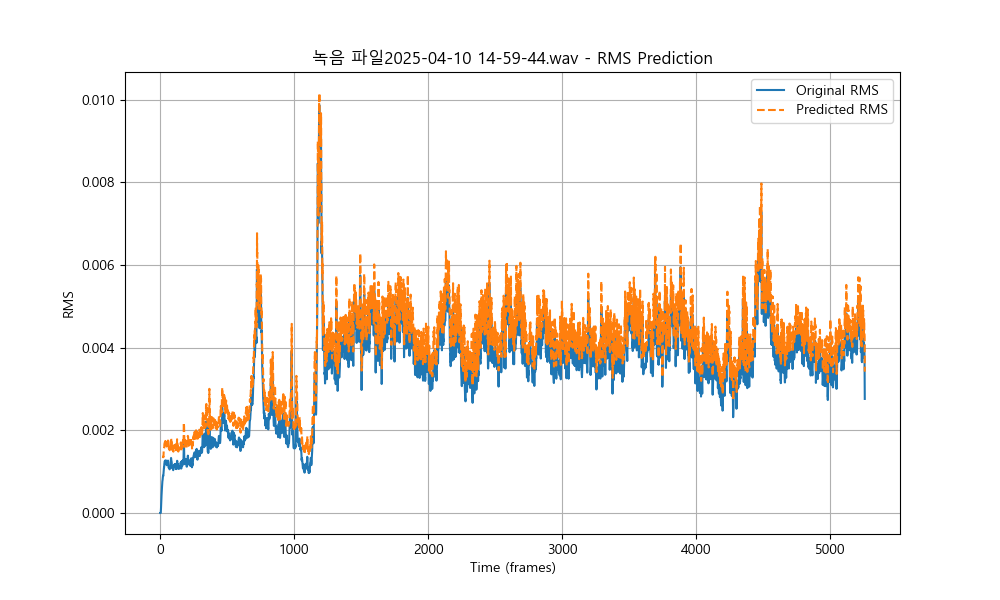 녹음 파일2025-04-10 14-59-44.wav - RMS Prediction
Original RMS
Predicted RMS
0.010
0.008
0.006
0.004
0.002
0.000
RMS
0 1000 2000 3000 4000 5000
Time (frames)